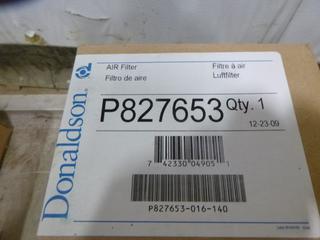 Donaldson.
AIR Filter
Filtro de aire
Filtre à air
Luftfilter
P827653 Qty. 1
12-23-09
7 42330 04905 1
P827653-016-140